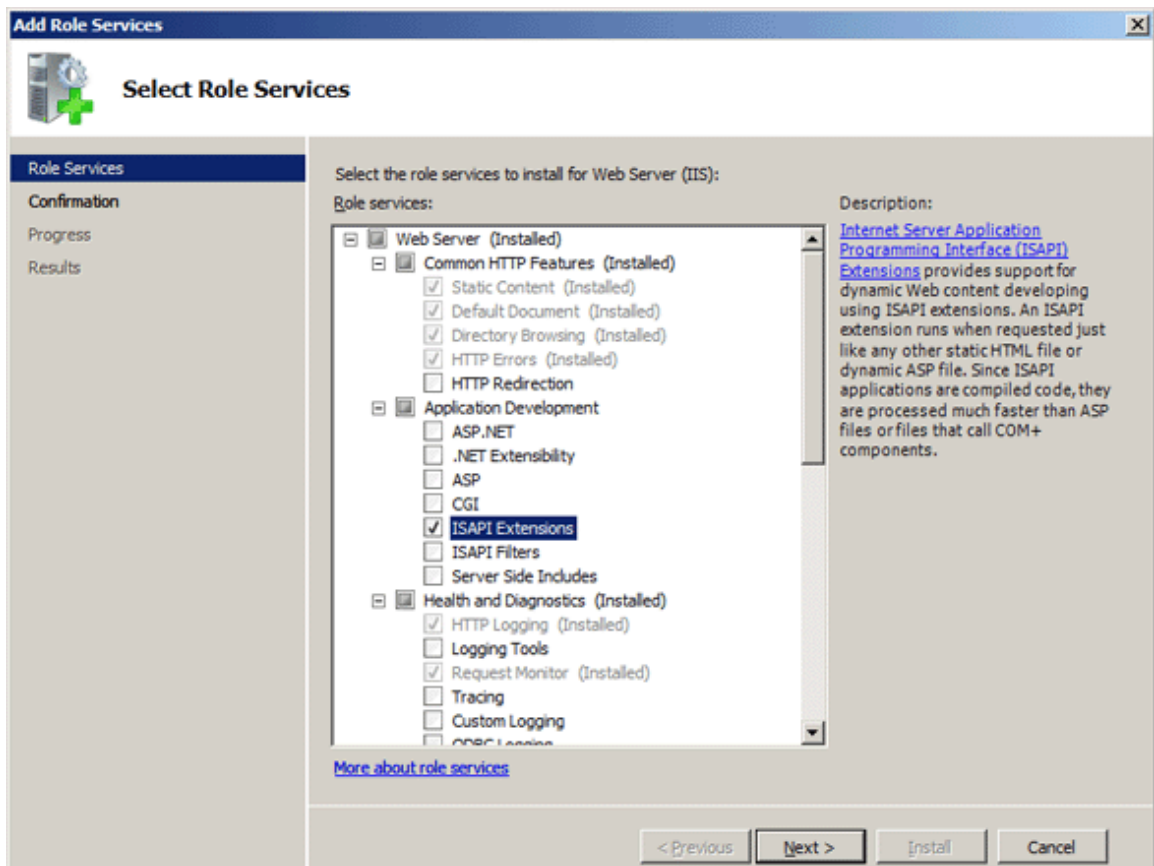 Add Role Services
Select Role Services
Role Services
Confirmation
Progress
Results
Select the role services to install for Web Server (IIS):
Role services:
Web Server (Installed)
Common HTTP Features (Installed)
Static Content (Installed)
Default Document (Installed)
Directory Browsing (Installed)
HTTP Errors (Installed)
HTTP Redirection
Application Development
ASP.NET
.NET Extensibility
ASP
CGI
ISAPI Extensions
ISAPI Filters
Server Side Includes
Health and Diagnostics (Installed)
HTTP Logging (Installed)
Logging Tools
Request Monitor (Installed)
Tracing
Custom Logging
ODBC Logging
More about role services
Description:
Internet Server Application
Programming Interface (ISAPI)
Extensions provides support for
dynamic Web content developing
using ISAPI extensions. An ISAPI
extension runs when requested just
like any other static HTML file or
dynamic ASP file. Since ISAPI
applications are compiled code, they
are processed much faster than ASP
files or files that call COM+
components.
< Previous
Next >
Install
Cancel